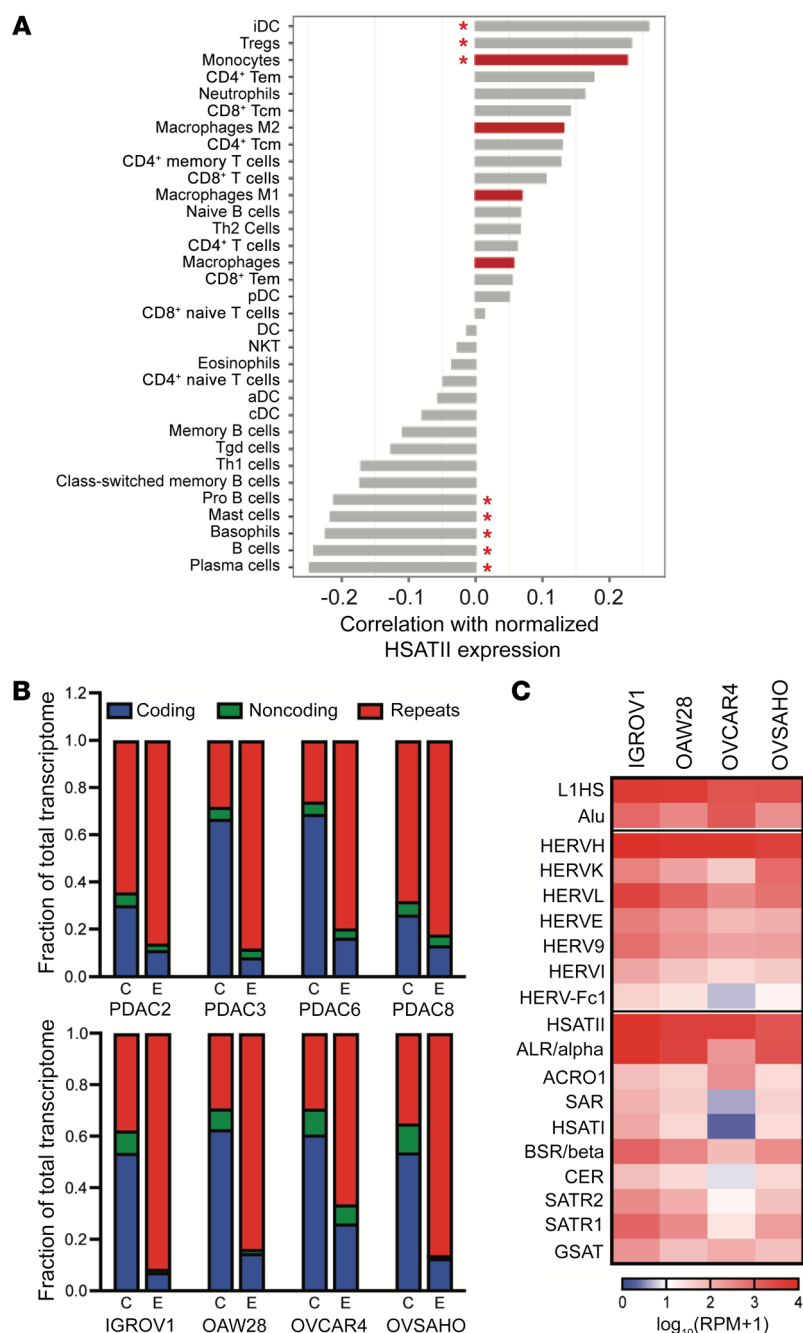 A
iDC
Tregs
Monocytes
CD4⁺ Tem
Neutrophils
CD8⁺ Tcm
Macrophages M2
CD4⁺ Tcm
CD4⁺ memory T cells
CD8⁺ T cells
Macrophages M1
Naive B cells
Th2 Cells
CD4⁺ T cells
Macrophages
CD8⁺ Tem
pDC
CD8⁺ naive T cells
DC
NKT
Eosinophils
CD4⁺ naive T cells
aDC
cDC
Memory B cells
Tgd cells
Th1 cells
Class-switched memory B cells
Pro B cells
Mast cells
Basophils
B cells
Plasma cells
* * * * * * * *
-0.2 -0.1 0.0 0.1 0.2
Correlation with normalized
HSATII expression
B
Coding Noncoding Repeats
Fraction of total transcriptome
1.2
1.0
0.8
0.6
0.4
0.2
0.0
C E C E C E C E
PDAC2 PDAC3 PDAC6 PDAC8
Fraction of total transcriptome
1.0
0.8
0.6
0.4
0.2
0.0
C E C E C E C E
IGROV1 OAW28 OVCAR4 OVSAHO
C
IGROV1 OAW28 OVCAR4 OVSAHO
L1HS
Alu
HERVH
HERVK
HERVL
HERVE
HERV9
HERVI
HERV-Fc1
HSATII
ALR/alpha
ACRO1
SAR
HSATI
BSR/beta
CER
SATR2
SATR1
GSAT
0 1 2 3 4
log₁₀(RPM+1)